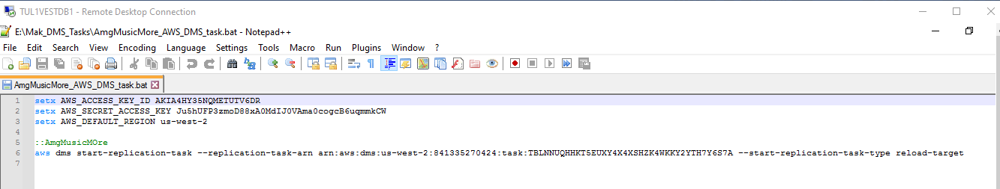 TUL1VESTDB1 - Remote Desktop Connection
E:\Mak_DMS_Tasks\AmgMusicMore_AWS_DMS_task.bat - Notepad++
File Edit Search View Encoding Language Settings Tools Macro Run Plugins Window ?
AmgMusicMore_AWS_DMS_task.bat
1 setx AWS_ACCESS_KEY_ID AKIA4HY35NQMETUTV6DR
2 setx AWS_SECRET_ACCESS_KEY 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
3 setx AWS_DEFAULT_REGION us-west-2
4
5 ::AmgMusicMOre
6 aws dms start-replication-task --replication-task-arn arn:aws:dms:us-west-2:841335270424:task:TBLNNUQHHKT5EUXY4X4XSHZK4WKKY2YTH7Y6S7A --start-replication-task-type reload-target
7